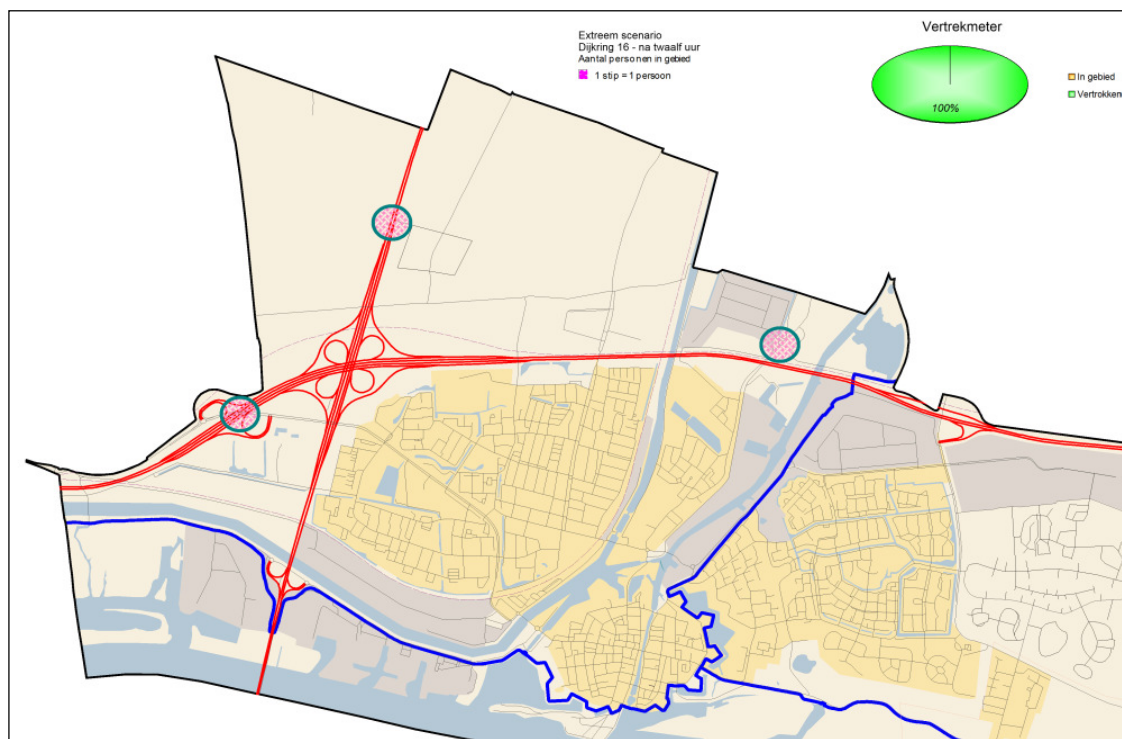 Extreem scenario
Dijkring 16 - na twaalf uur
Aantal personen in gebied
1 stip = 1 persoon
Vertrekmeter
100%
In gebied
Vertrokken